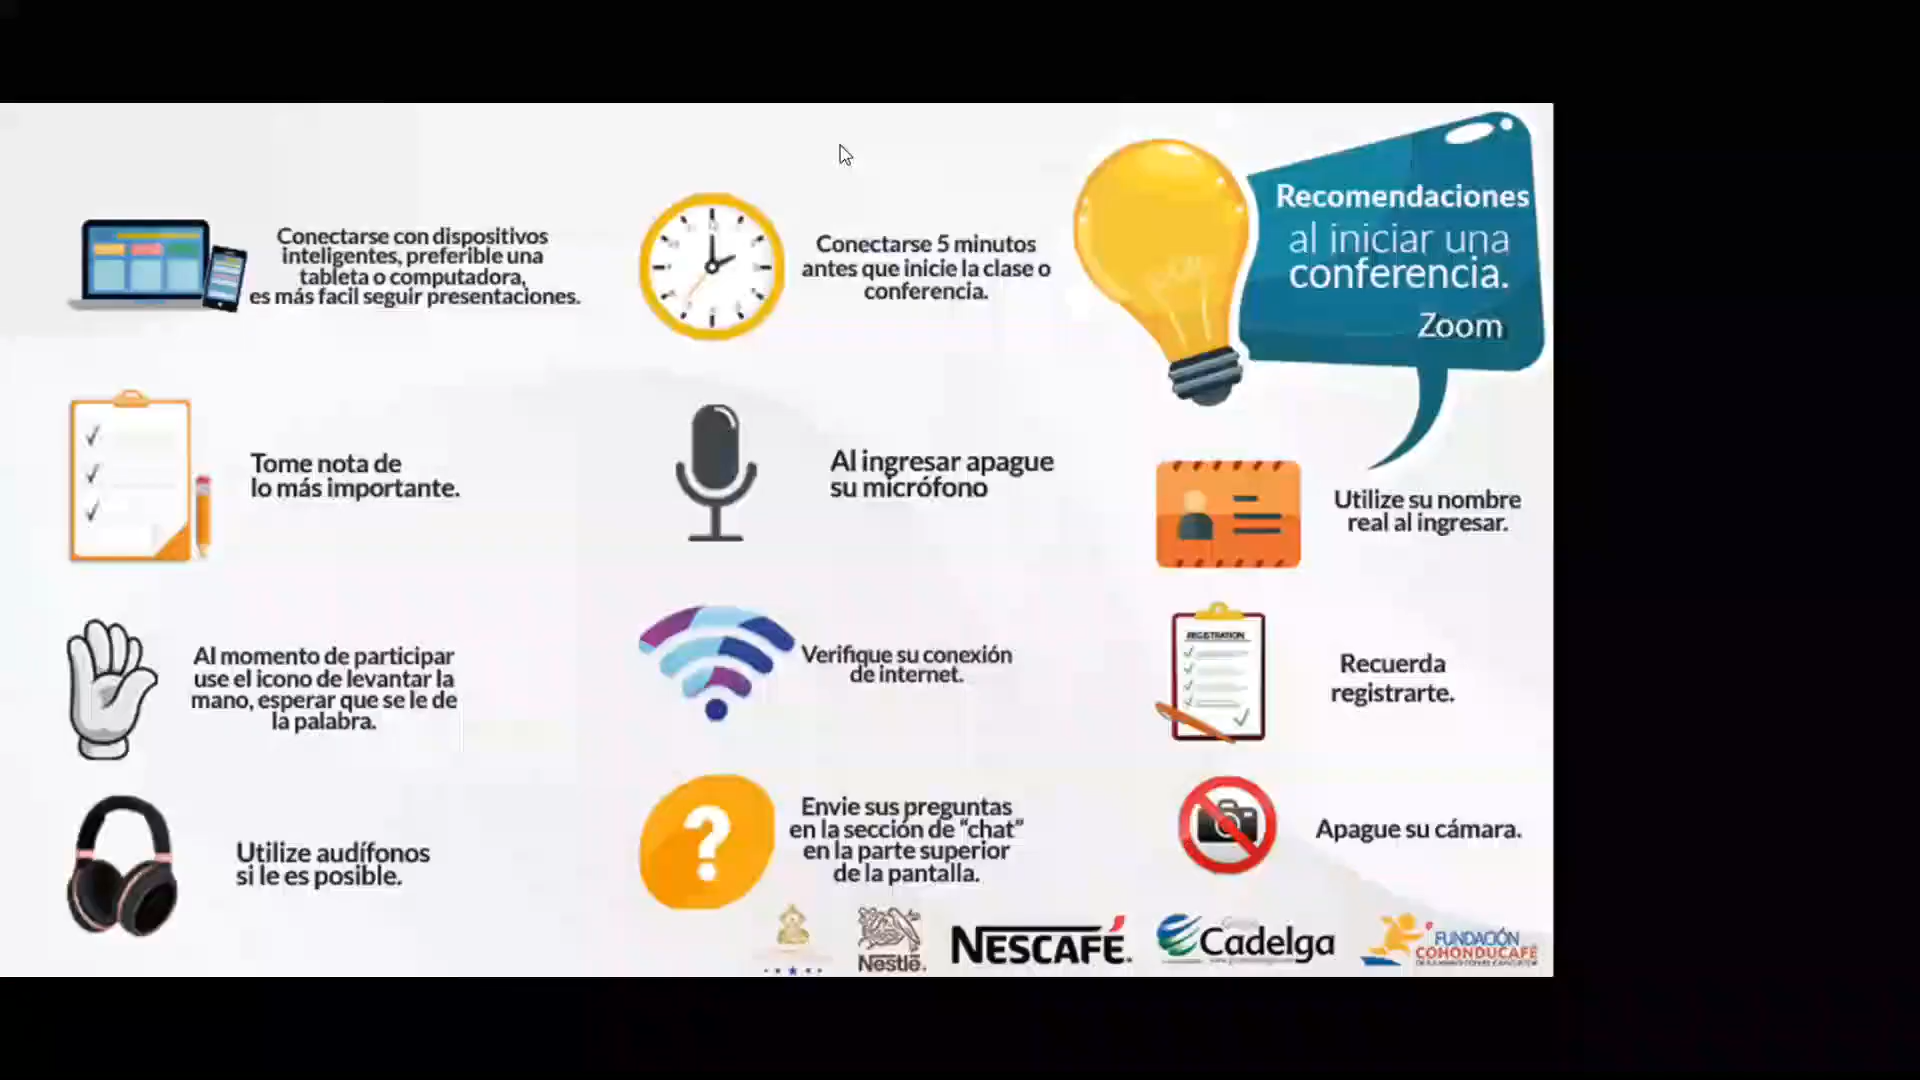 Recomendaciones
al iniciar una
conferencia.
Zoom
Conectarse con dispositivos
inteligentes, preferible una
tableta o computadora,
es más facil seguir presentaciones.
Conectarse 5 minutos
antes que inicie la clase o
conferencia.
Tome nota de
lo más importante.
Al ingresar apague
su micrófono
Utilize su nombre
real al ingresar.
Al momento de participar
use el icono de levantar la
mano, esperar que se le de
la palabra.
Verifique su conexión
de internet.
REGISTRATION
Recuerda
registrarte.
Utilize audífonos
si le es posible.
Envie sus preguntas
en la sección de “chat”
en la parte superior
de la pantalla.
Apague su cámara.
Nestlé.
NESCAFÉ.
Cadelga
FUNDACIÓN
COHONDUCAFÉ